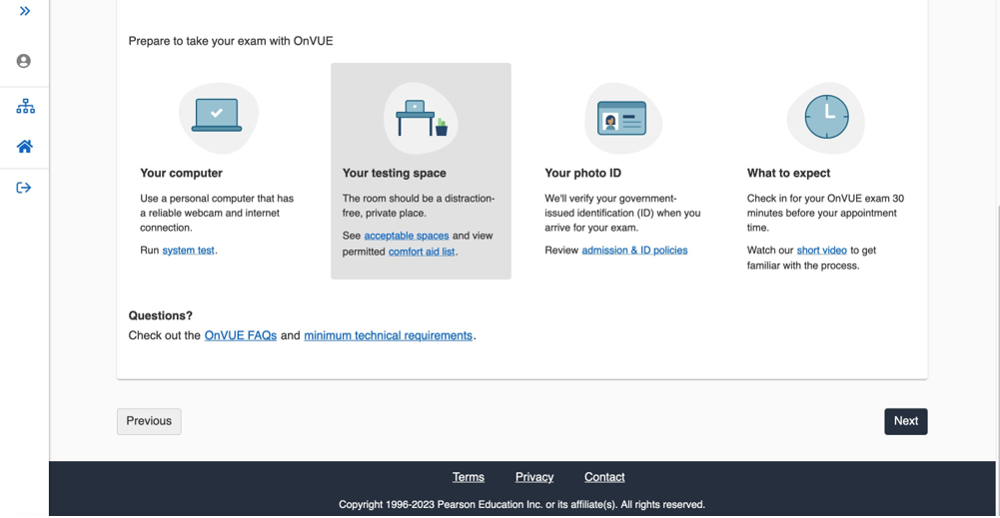 Prepare to take your exam with OnVUE
Your computer
Use a personal computer that has
a reliable webcam and internet
connection.
Run system test.
Your testing space
The room should be a distraction-
free, private place.
See acceptable spaces and view
permitted comfort aid list.
Your photo ID
We'll verify your government-
issued identification (ID) when you
arrive for your exam.
Review admission & ID policies
What to expect
Check in for your OnVUE exam 30
minutes before your appointment
time.
Watch our short video to get
familiar with the process.
Questions?
Check out the OnVUE FAQs and minimum technical requirements.
Previous
Next
Terms Privacy Contact
Copyright 1996-2023 Pearson Education Inc. or its affiliate(s). All rights reserved.